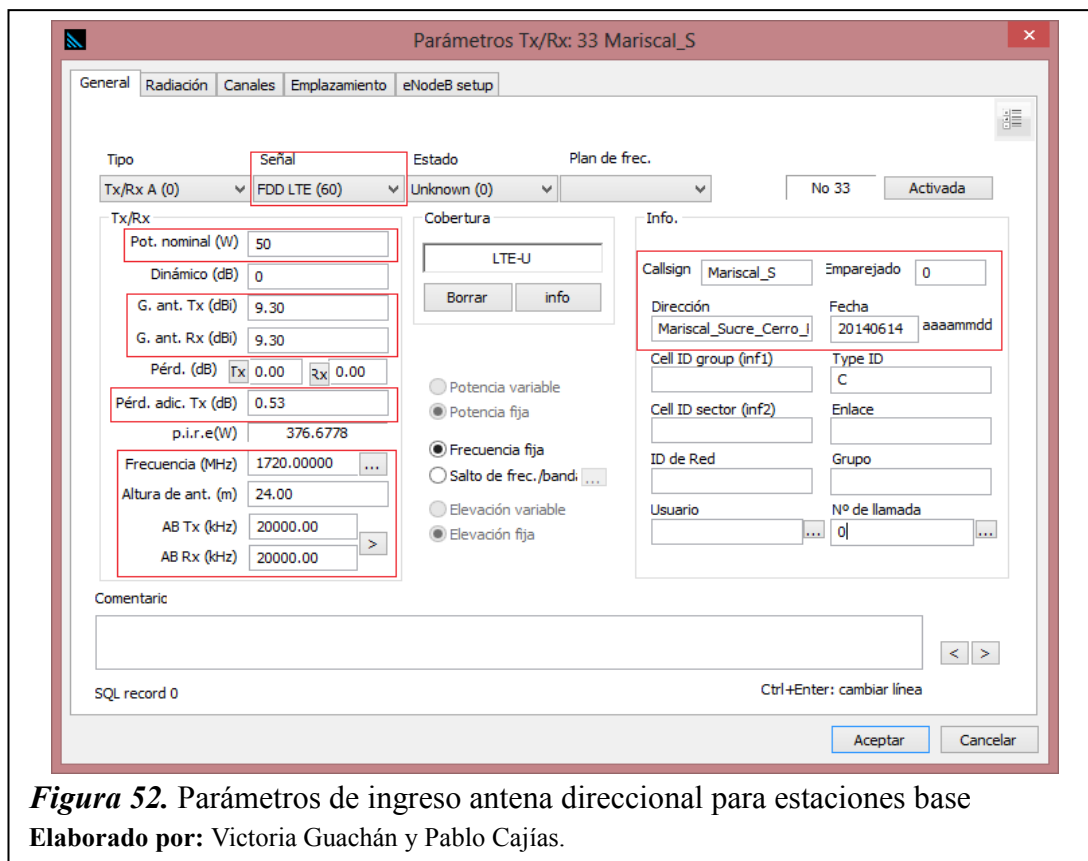 Parámetros Tx/Rx: 33 Mariscal_S
General Radiación Canales Emplazamiento eNodeB setup
Tipo Señal Estado Plan de frec.
Tx/Rx A (0) FDD LTE (60) Unknown (0) No 33 Activada
Tx/Rx Cobertura Info.
Pot. nominal (W) 50
Dinámico (dB) 0
G. ant. Tx (dBi) 9.30
G. ant. Rx (dBi) 9.30
Pérd. (dB) Tx 0.00 Rx 0.00
Pérd. adic. Tx (dB) 0.53
p.i.r.e(W) 376.6778
Frecuencia (MHz) 1720.00000 ...
Altura de ant. (m) 24.00
AB Tx (kHz) 20000.00
AB Rx (kHz) 20000.00
>
LTE-U
Borrar info
Potencia variable
Potencia fija
Frecuencia fija
Salto de frec./band: ...
Elevación variable
Elevación fija
Callsign Mariscal_S Emparejado 0
Dirección Fecha
Mariscal_Sucre_Cerro_ 20140614 aaaammdd
Cell ID group (inf1) Type ID
C
Cell ID sector (inf2) Enlace
ID de Red Grupo
Usuario Nº de llamada
... 0 ...
Comentaric
< >
SQL record 0 Ctrl+Enter: cambiar línea
Aceptar Cancelar
Figura 52. Parámetros de ingreso antena direccional para estaciones base
Elaborado por: Victoria Guachán y Pablo Cajías.